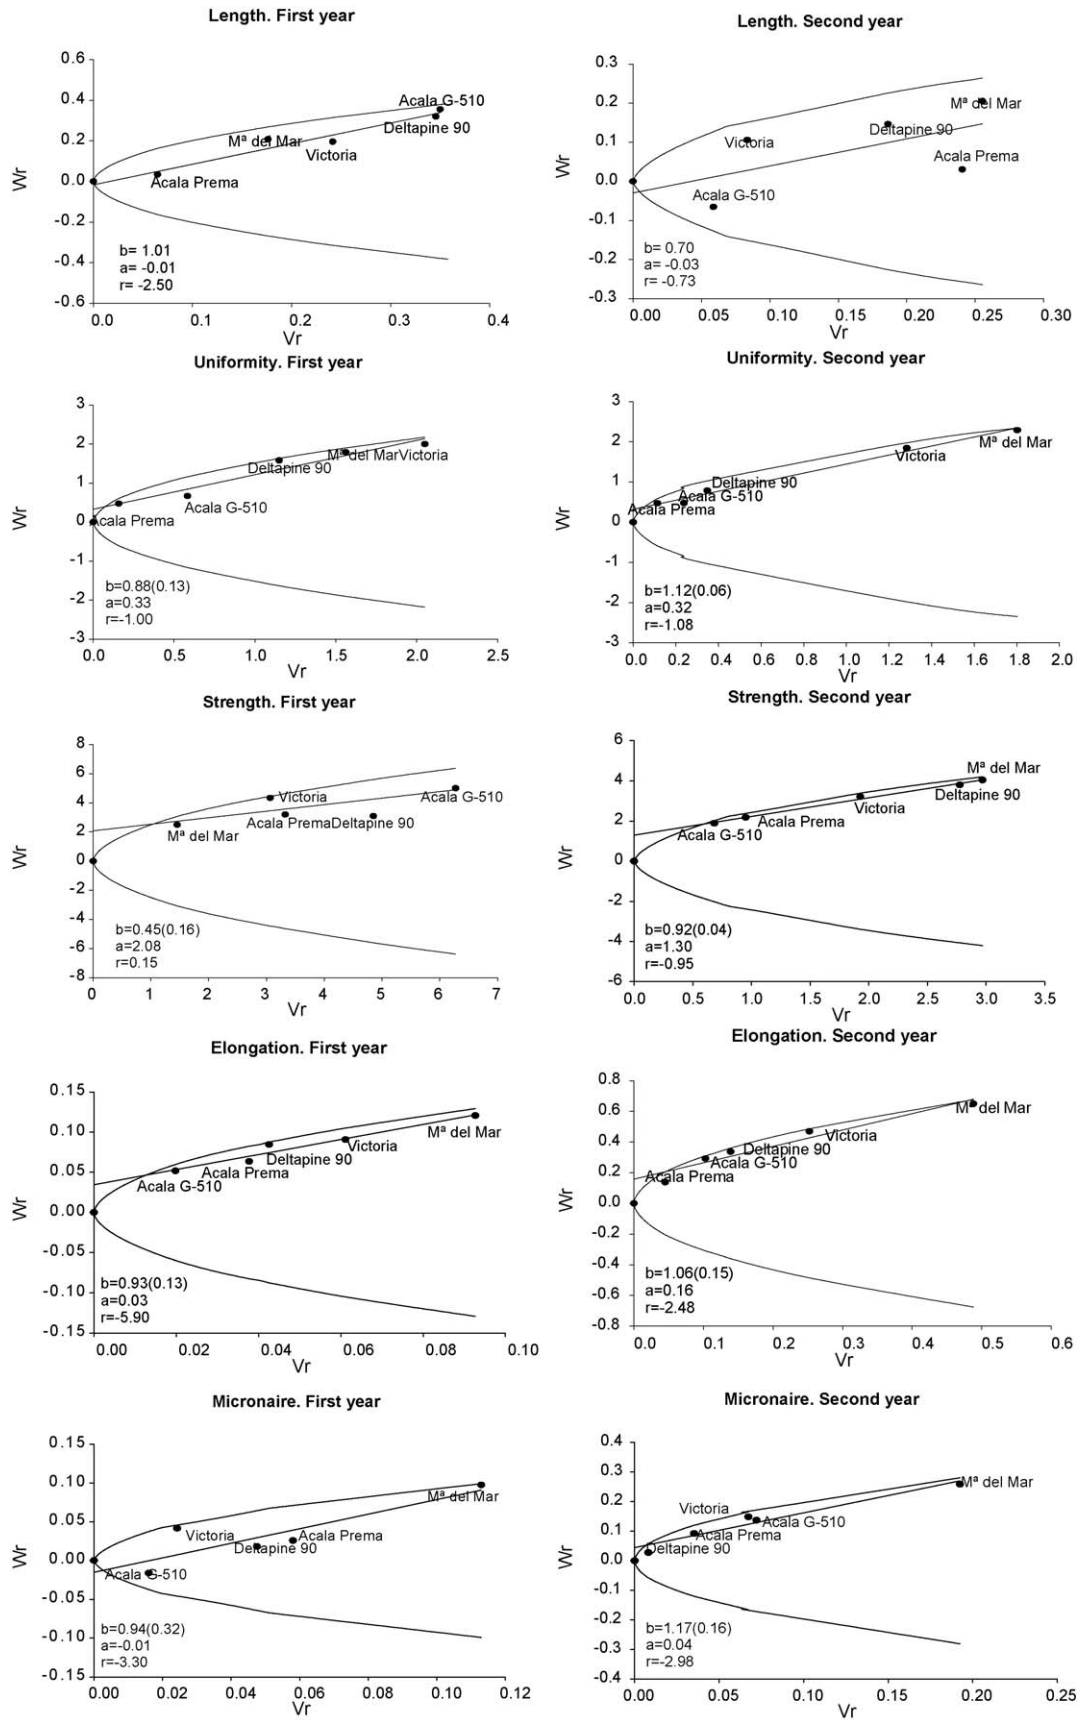 Length. First year
0.6
0.4
0.2
0.0
-0.2
-0.4
-0.6
Wr
Acala G-510
Deltapine 90
Mª del Mar
Victoria
Acala Prema
b= 1.01
a= -0.01
r= -2.50
0.0 0.1 0.2 0.3 0.4
Vr
Length. Second year
0.3
0.2
0.1
0.0
-0.1
-0.2
-0.3
Wr
Mª del Mar
Deltapine 90
Victoria
Acala Prema
Acala G-510
b= 0.70
a= -0.03
r= -0.73
0.00 0.05 0.10 0.15 0.20 0.25 0.30
Vr
Uniformity. First year
3
2
1
0
-1
-2
-3
Wr
Mª del Mar Victoria
Deltapine 90
Acala G-510
Acala Prema
b=0.88(0.13)
a=0.33
r=-1.00
0.0 0.5 1.0 1.5 2.0 2.5
Vr
Uniformity. Second year
3
2
1
0
-1
-2
-3
Wr
Mª del Mar
Victoria
Deltapine 90
Acala G-510
Acala Prema
b=1.12(0.06)
a=0.32
r=-1.08
0.0 0.2 0.4 0.6 0.8 1.0 1.2 1.4 1.6 1.8 2.0
Vr
Strength. First year
8
6
4
2
0
-2
-4
-6
-8
Wr
Victoria Acala G-510
Acala Prema Deltapine 90
Mª del Mar
b=0.45(0.16)
a=2.08
r=0.15
0 1 2 3 4 5 6 7
Vr
Strength. Second year
6
4
2
0
-2
-4
-6
Wr
Mª del Mar
Deltapine 90
Victoria
Acala Prema
Acala G-510
b=0.92(0.04)
a=1.30
r=-0.95
0.0 0.5 1.0 1.5 2.0 2.5 3.0 3.5
Vr
Elongation. First year
0.15
0.10
0.05
0.00
-0.05
-0.10
-0.15
Wr
Mª del Mar
Victoria
Deltapine 90
Acala Prema
Acala G-510
b=0.93(0.13)
a=0.03
r=-5.90
0.00 0.02 0.04 0.06 0.08 0.10
Vr
Elongation. Second year
0.8
0.6
0.4
0.2
0.0
-0.2
-0.4
-0.6
-0.8
Wr
Mª del Mar
Victoria
Deltapine 90
Acala G-510
Acala Prema
b=1.06(0.15)
a=0.16
r=-2.48
0.0 0.1 0.2 0.3 0.4 0.5 0.6
Vr
Micronaire. First year
0.15
0.10
0.05
0.00
-0.05
-0.10
-0.15
Wr
Mª del Mar
Victoria Acala Prema
Deltapine 90
Acala G-510
b=0.94(0.32)
a=-0.01
r=-3.30
0.00 0.02 0.04 0.06 0.08 0.10 0.12
Vr
Micronaire. Second year
0.4
0.3
0.2
0.1
0.0
-0.1
-0.2
-0.3
-0.4
Wr
Mª del Mar
Victoria
Acala G-510
Acala Prema
Deltapine 90
b=1.17(0.16)
a=0.04
r=-2.98
0.00 0.05 0.10 0.15 0.20 0.25
Vr